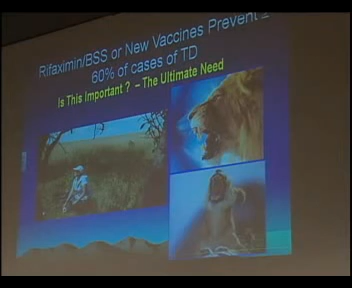 Rifaximin/BSS or New Vaccines Prevent ≥
60% of cases of TD
Is This Important ? – The Ultimate Need